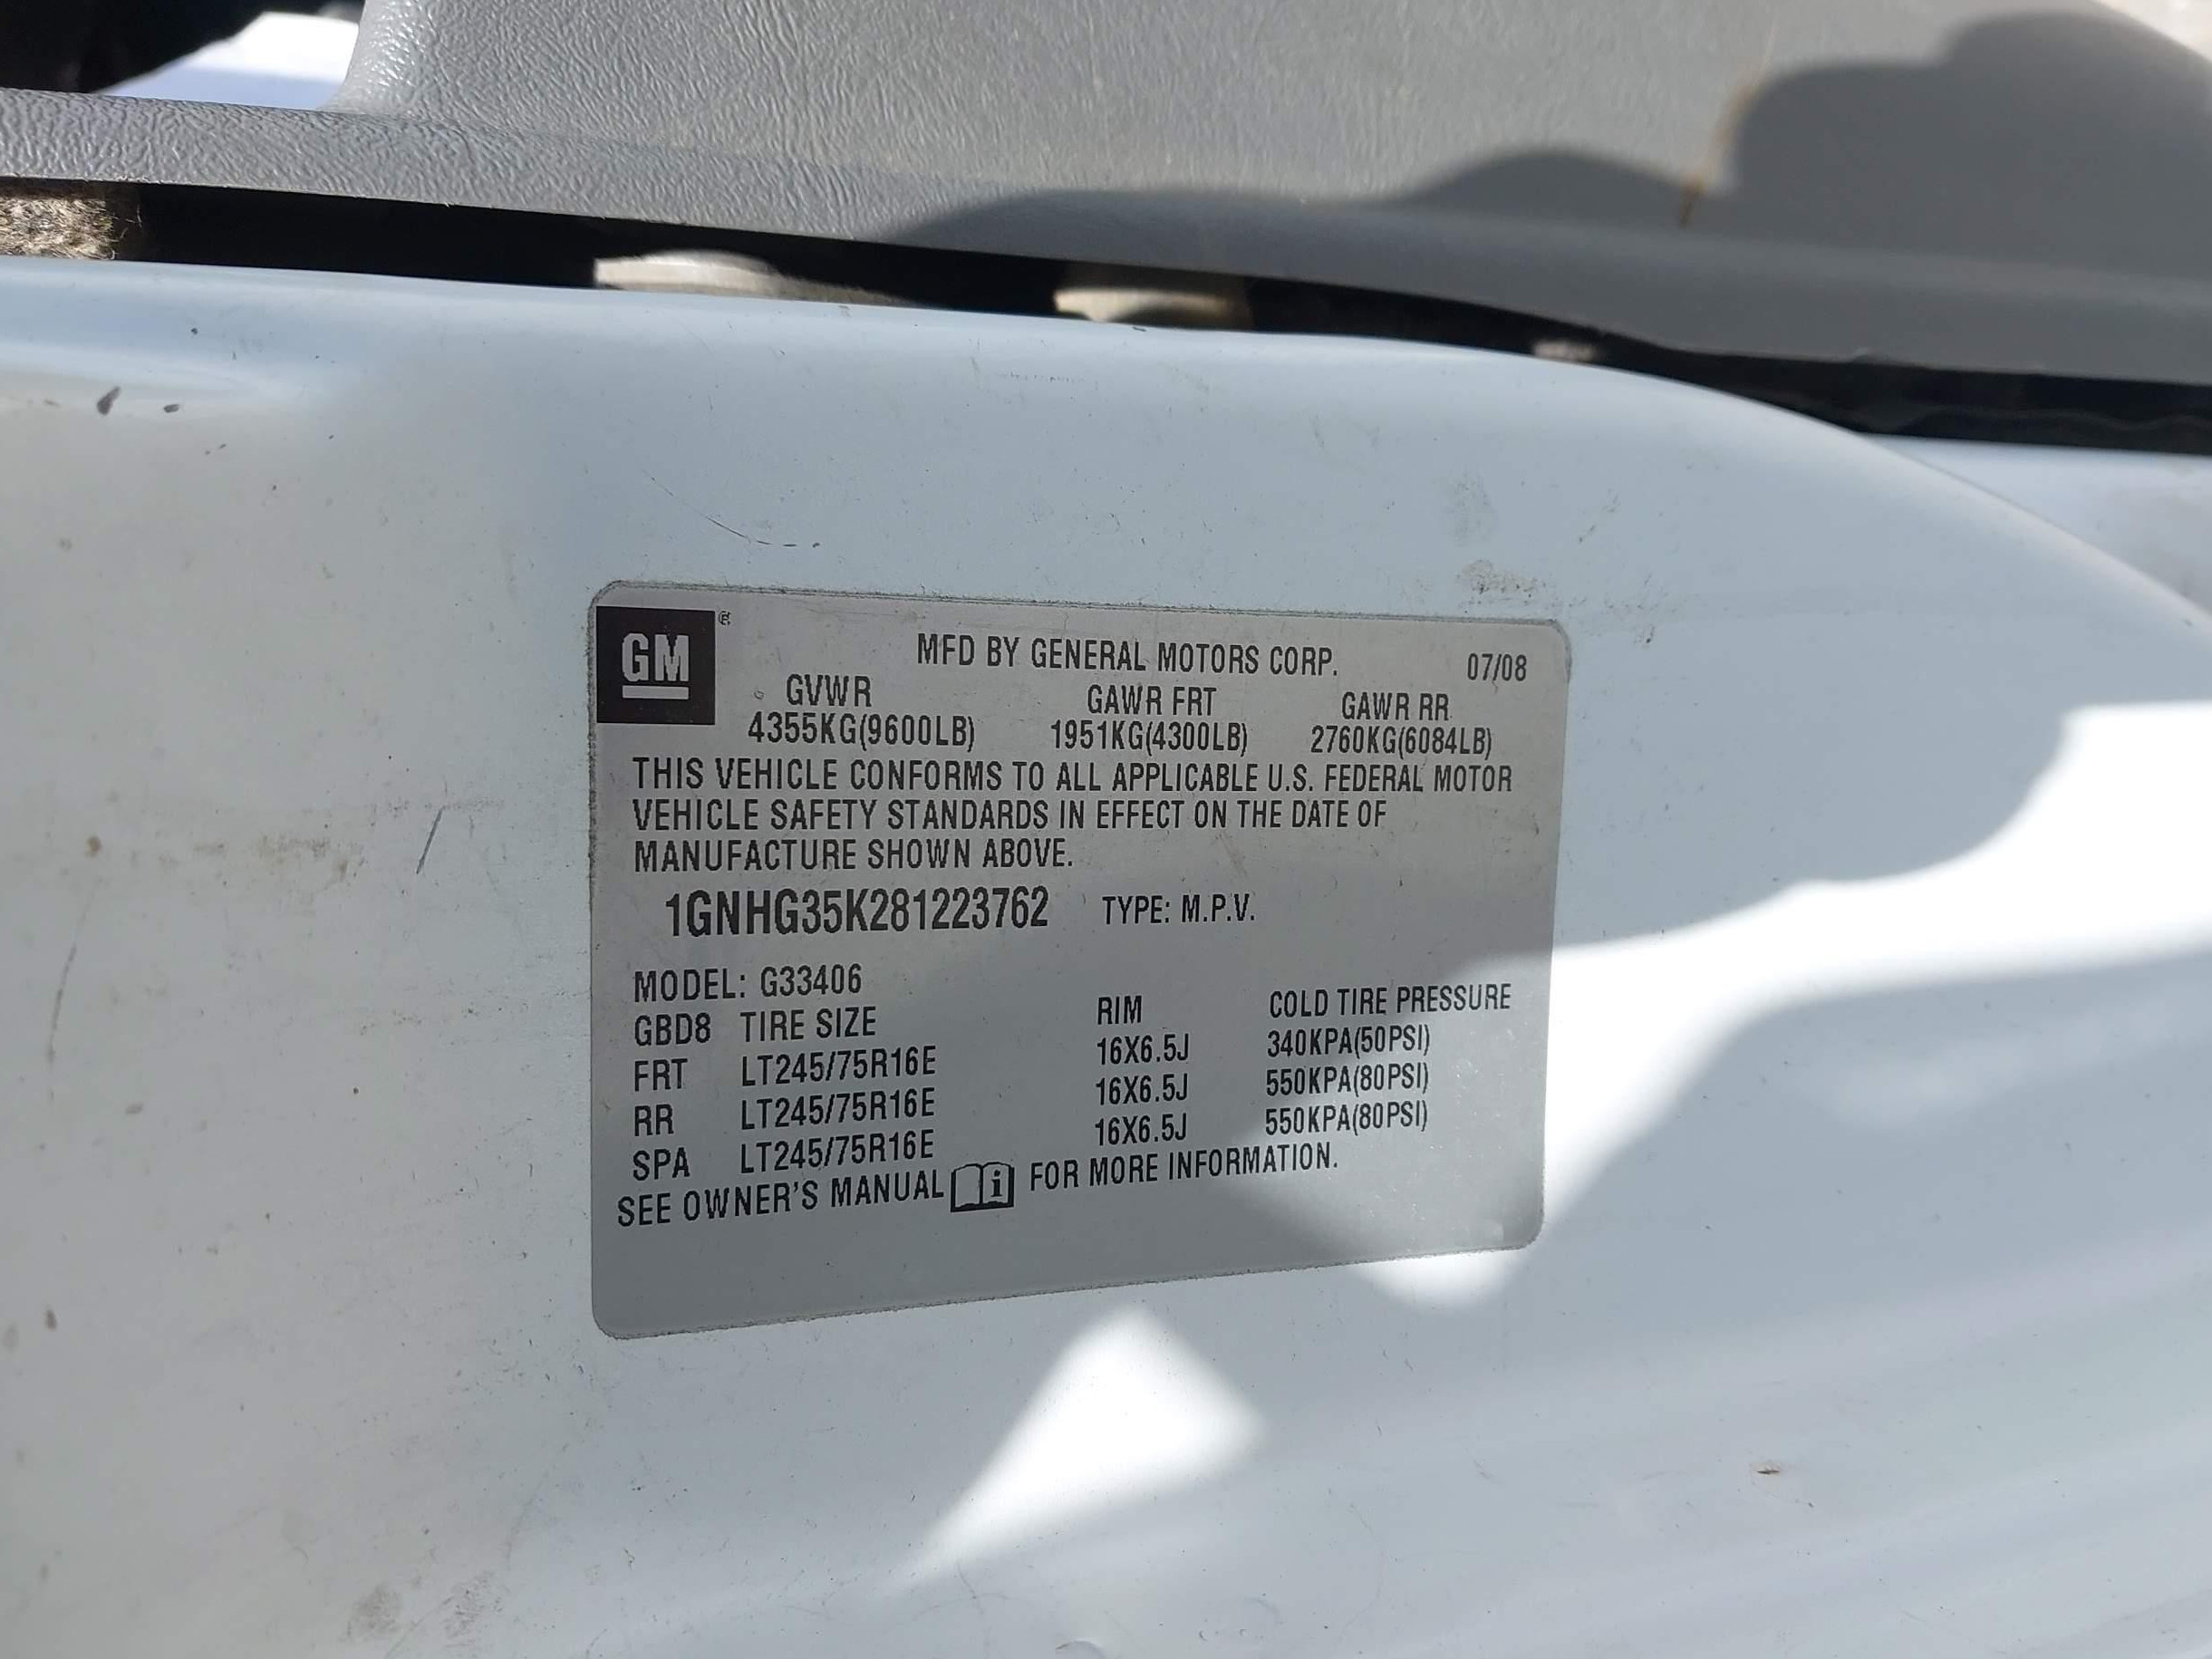 GM
MFD BY GENERAL MOTORS CORP. 07/08
GVWR GAWR FRT GAWR RR
4355KG(9600LB) 1951KG(4300LB) 2760KG(6084LB)
THIS VEHICLE CONFORMS TO ALL APPLICABLE U.S. FEDERAL MOTOR
VEHICLE SAFETY STANDARDS IN EFFECT ON THE DATE OF
MANUFACTURE SHOWN ABOVE.
1GNHG35K281223762 TYPE: M.P.V.
MODEL: G33406
GBD8 TIRE SIZE RIM COLD TIRE PRESSURE
FRT LT245/75R16E 16X6.5J 340KPA(50PSI)
RR LT245/75R16E 16X6.5J 550KPA(80PSI)
SPA LT245/75R16E 16X6.5J 550KPA(80PSI)
SEE OWNER'S MANUAL i FOR MORE INFORMATION.